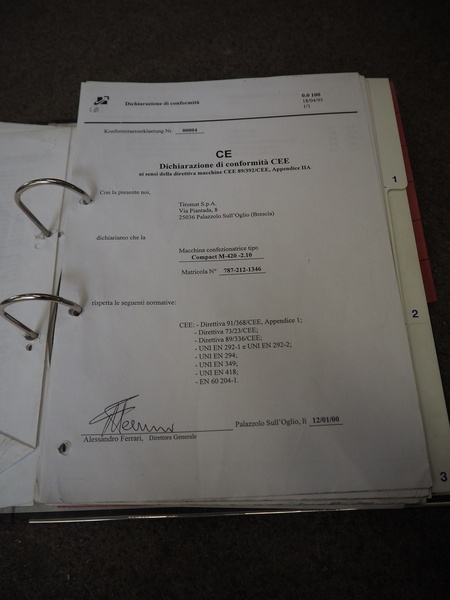 Dichiarazione di conformità
0.0 100
18/04/95
1/1
Konformitaetserklaerung Nr. 00004
CE
Dichiarazione di conformità CEE
ai sensi della direttiva macchine CEE 89/392/CEE, Appendice IIA
Con la presente noi,
Tiromat S.p.A.
Via Piantada, 8
25036 Palazzolo Sull'Oglio (Brescia)
dichiariamo che la
Macchina confezionatrice tipo
Compact M-420 -2.10
Matricola N° 787-212-1346
rispetta le seguenti normative:
CEE: - Direttiva 91/368/CEE, Appendice 1;
- Direttiva 73/23/CEE;
- Direttiva 89/336/CEE;
- UNI EN 292-1 e UNI EN 292-2;
- UNI EN 294;
- UNI EN 349;
- UNI EN 418;
- EN 60 204-1.
Palazzolo Sull'Oglio, li 12/01/00
Alessandro Ferrari, Direttore Generale
1
2
3